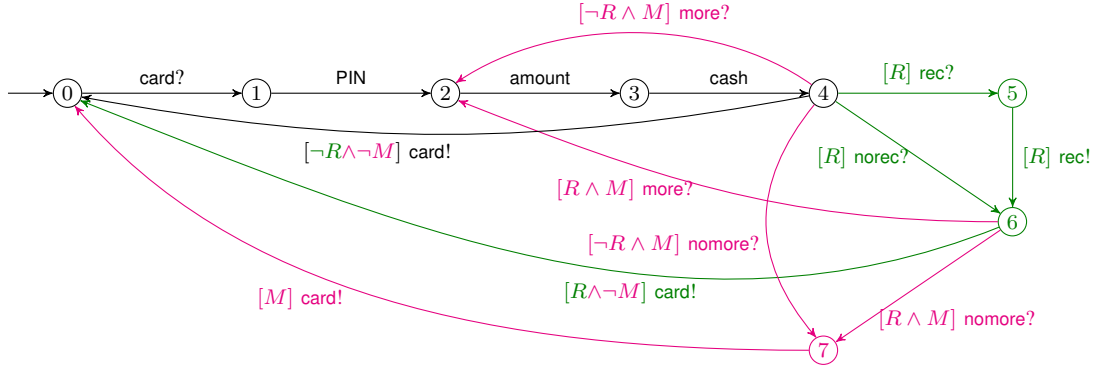 [¬R ∧ M] more?
card?
PIN
amount
cash
[R] rec?
0
1
2
3
4
5
[¬R∧¬M] card!
[R] norec?
[R] rec!
[R ∧ M] more?
6
[¬R ∧ M] nomore?
[R∧¬M] card!
[M] card!
[R ∧ M] nomore?
7